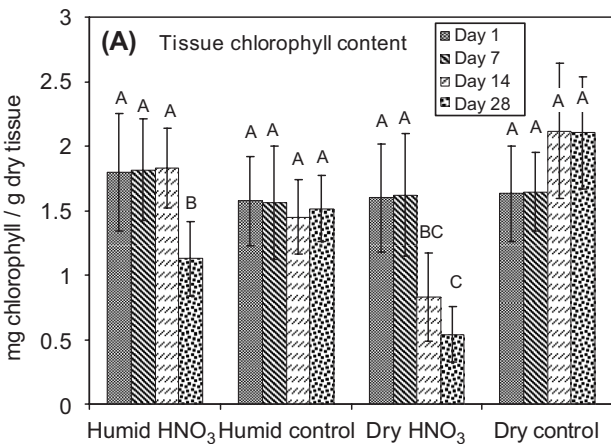 (A) Tissue chlorophyll content
Day 1
Day 7
Day 14
Day 28
mg chlorophyll / g dry tissue
3
2.5
2
1.5
1
0.5
0
A A A B
A A A A
A A BC C
A A A A
Humid HNO₃ Humid control Dry HNO₃ Dry control